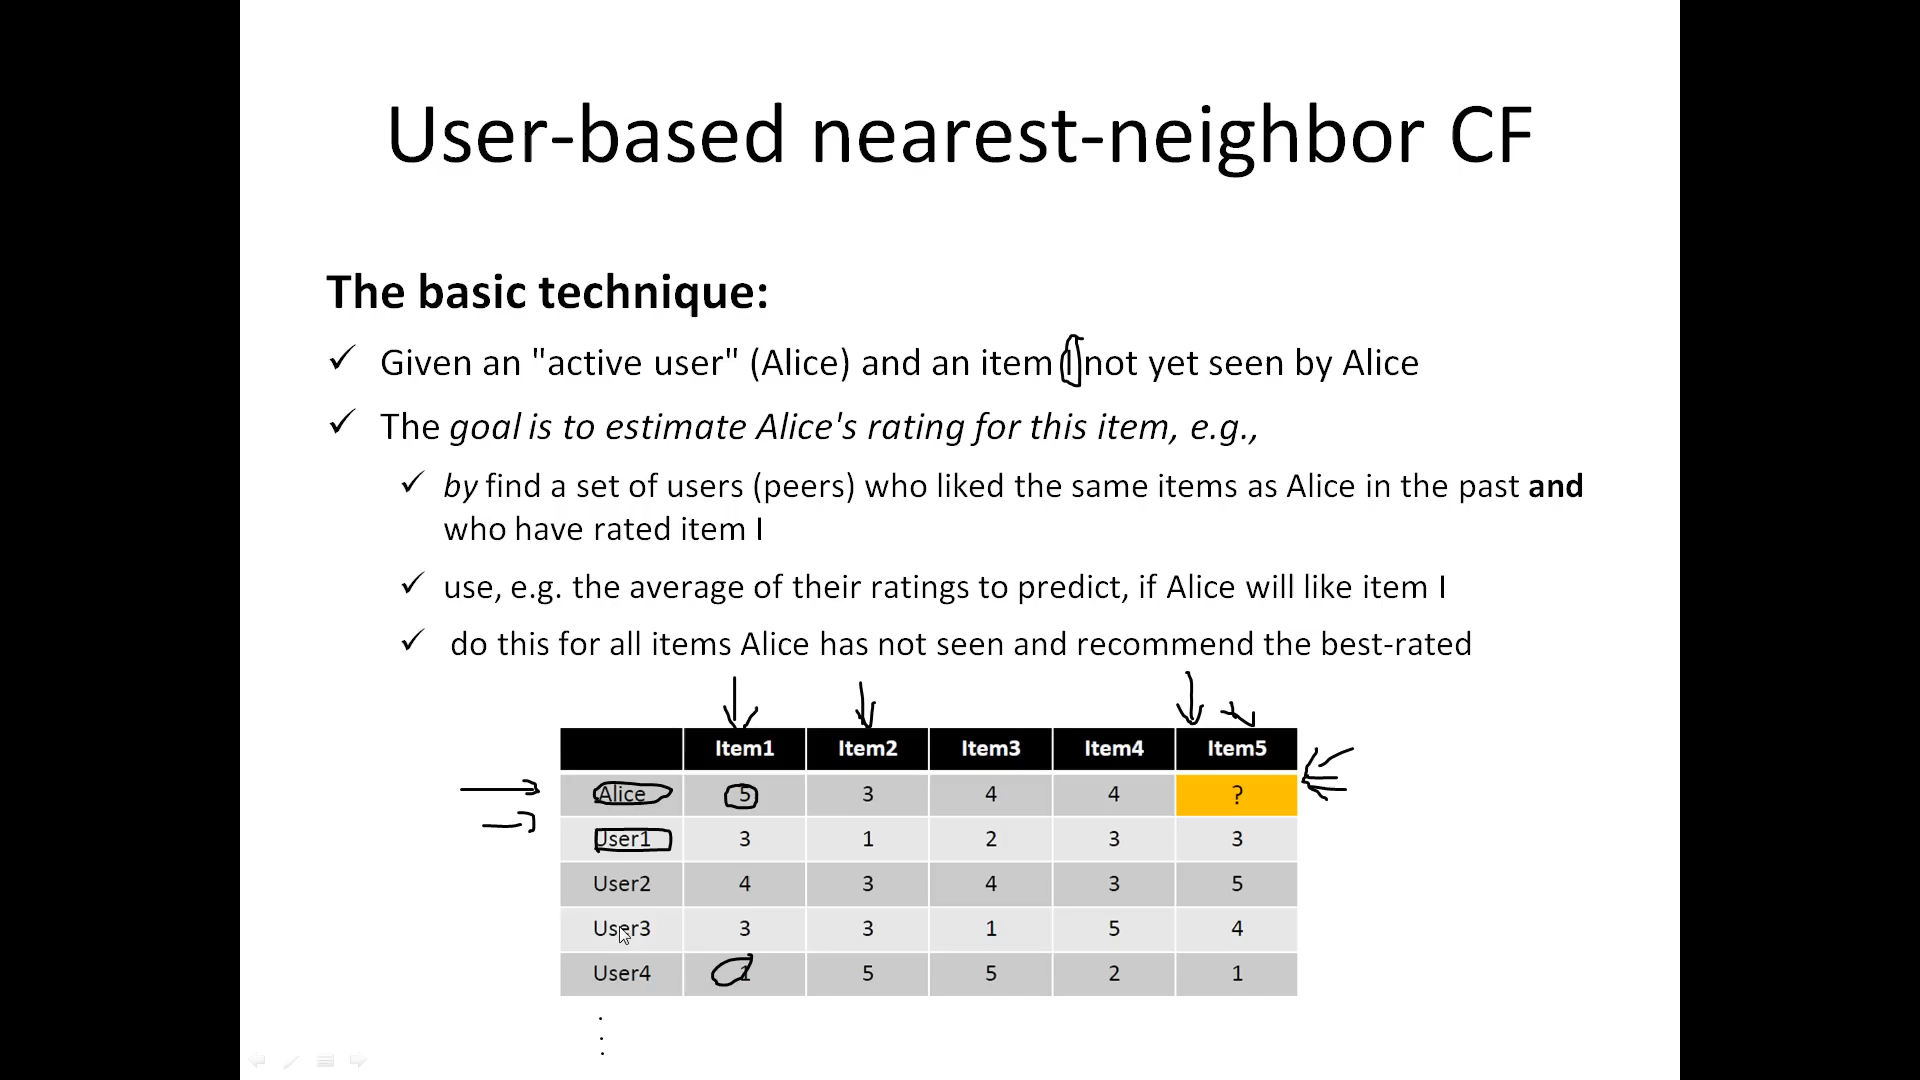 User-based nearest-neighbor CF
The basic technique:
✓ Given an "active user" (Alice) and an item I not yet seen by Alice
✓ The goal is to estimate Alice's rating for this item, e.g.,
✓ by find a set of users (peers) who liked the same items as Alice in the past and
who have rated item I
✓ use, e.g. the average of their ratings to predict, if Alice will like item I
✓ do this for all items Alice has not seen and recommend the best-rated
Item1 Item2 Item3 Item4 Item5
Alice 5 3 4 4 ?
User1 3 1 2 3 3
User2 4 3 4 3 5
User3 3 3 1 5 4
User4 1 5 5 2 1